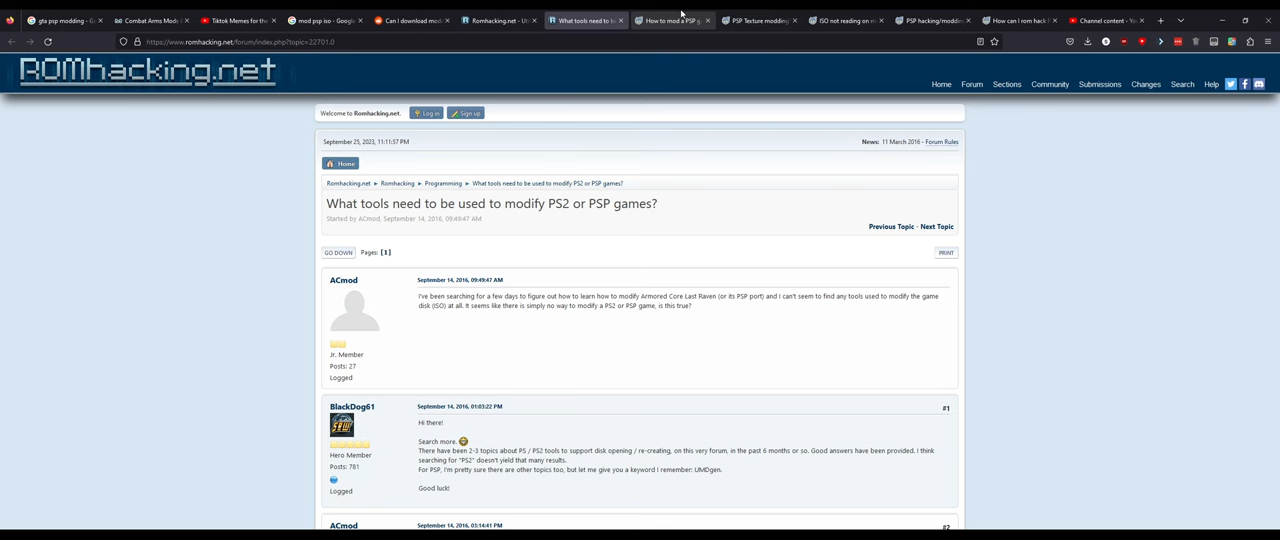 gta psp modding - Go
Combat Arms Mods E
Tiktok Memes for the
mod psp iso - Google
Can I download mod
Romhacking.net - Uti
What tools need to be
How to mod a PSP g
PSP Texture modding
ISO not reading on m
PSP hacking/moddin
How can I rom hack
Channel content - Yo
https://www.romhacking.net/forum/index.php?topic=22701.0
ROMhacking.net
Home Forum Sections Community Submissions Changes Search Help
Welcome to Romhacking.net. Log in Sign up
September 25, 2023, 11:11:57 PM
News: 11 March 2016 - Forum Rules
Home
Romhacking.net ► Romhacking ► Programming ► What tools need to be used to modify PS2 or PSP games?
What tools need to be used to modify PS2 or PSP games?
Started by ACmod, September 14, 2016, 09:49:47 AM
Previous Topic - Next Topic
GO DOWN Pages: [1] PRINT
ACmod
September 14, 2016, 09:49:47 AM
I've been searching for a few days to figure out how to learn how to modify Armored Core Last Raven (or its PSP port) and I can't seem to find any tools used to modify the game
disk (ISO) at all. It seems like there is simply no way to modify a PS2 or PSP game, is this true?
Jr. Member
Posts: 27
Logged
BlackDog61
September 14, 2016, 01:03:22 PM
#1
Hi there!
Search more.
There have been 2-3 topics about PS / PS2 tools to support disk opening / re-creating, on this very forum, in the past 6 months or so. Good answers have been provided. I think
searching for "PS2" doesn't yield that many results.
For PSP, I'm pretty sure there are other topics too, but let me give you a keyword I remember: UMDgen.
Good luck!
Hero Member
Posts: 781
Logged
ACmod
September 14, 2016, 03:14:41 PM
#2